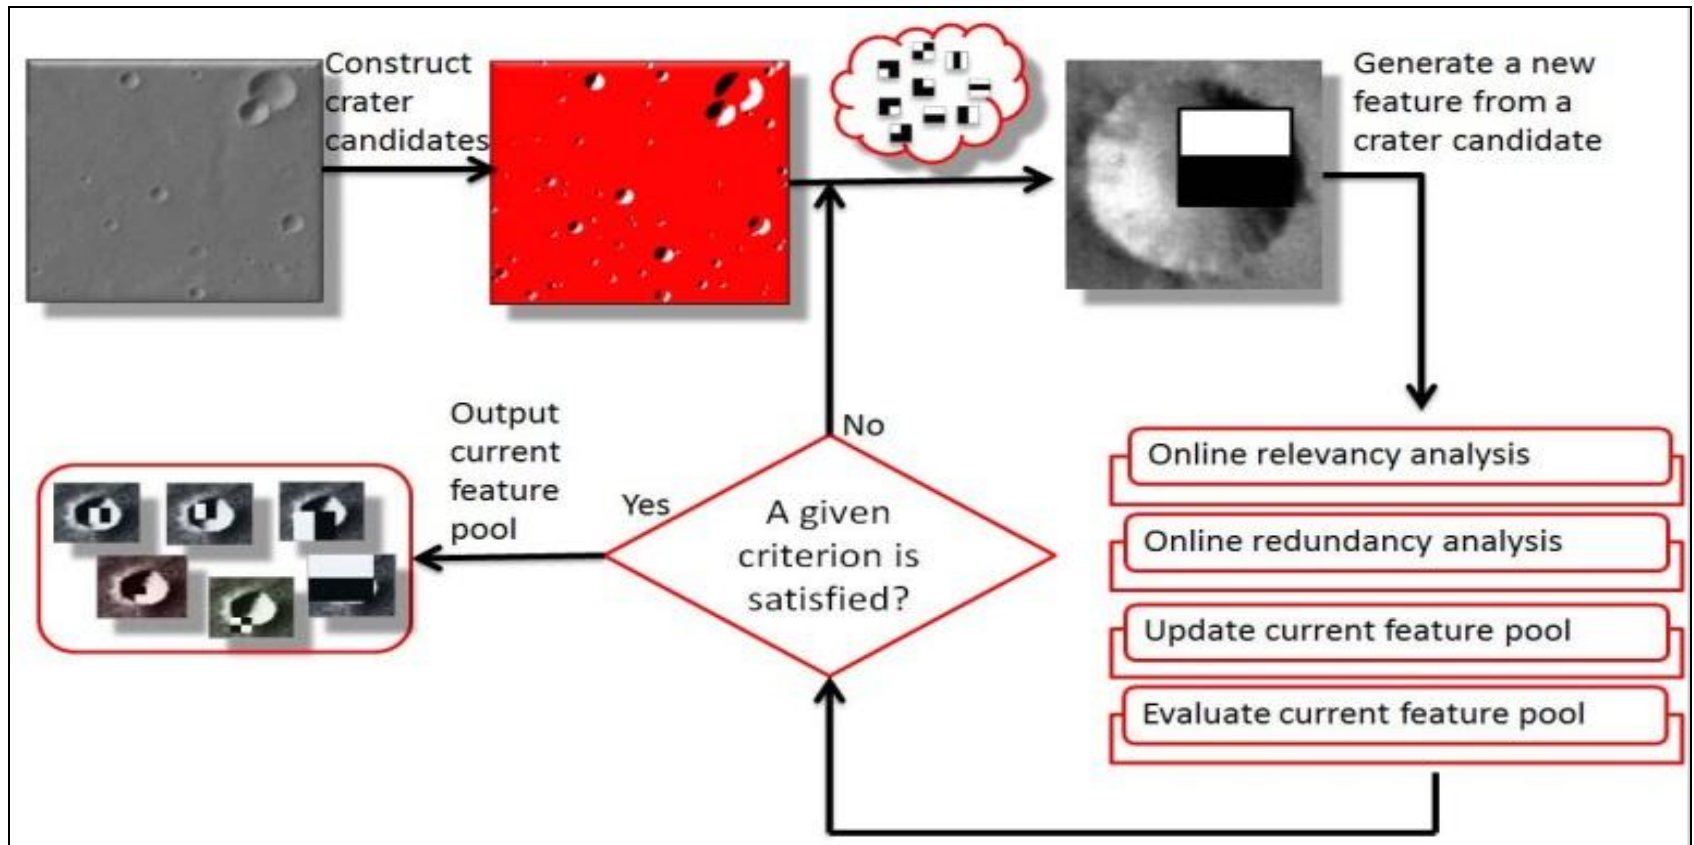 Construct
crater
candidates
Generate a new
feature from a
crater candidate
Online relevancy analysis
Online redundancy analysis
Update current feature pool
Evaluate current feature pool
A given
criterion is
satisfied?
No
Yes
Output
current
feature
pool